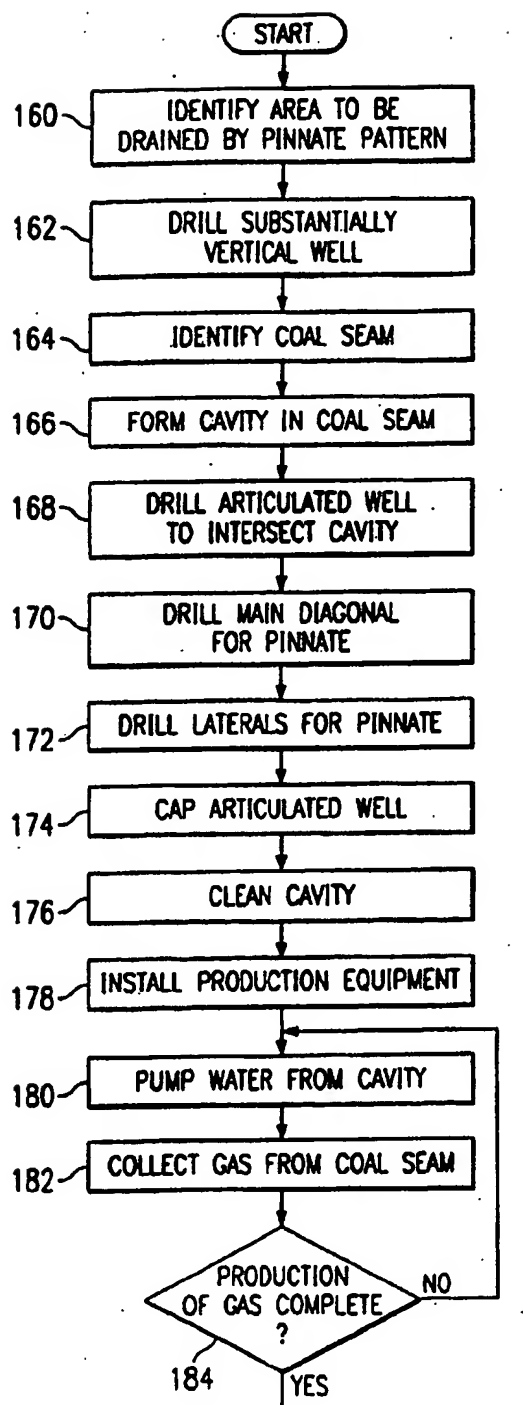 START
160
IDENTIFY AREA TO BE
DRAINED BY PINNATE PATTERN
162
DRILL SUBSTANTIALLY
VERTICAL WELL
164
IDENTIFY COAL SEAM
166
FORM CAVITY IN COAL SEAM
168
DRILL ARTICULATED WELL
TO INTERSECT CAVITY
170
DRILL MAIN DIAGONAL
FOR PINNATE
172
DRILL LATERALS FOR PINNATE
174
CAP ARTICULATED WELL
176
CLEAN CAVITY
178
INSTALL PRODUCTION EQUIPMENT
180
PUMP WATER FROM CAVITY
182
COLLECT GAS FROM COAL SEAM
PRODUCTION
OF GAS COMPLETE
?
NO
184
YES